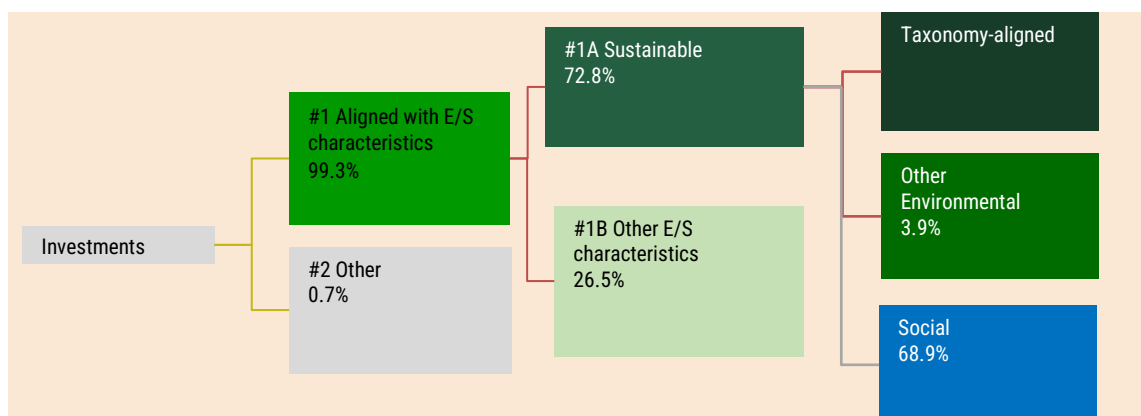 Investments
#1 Aligned with E/S
characteristics
99.3%
#2 Other
0.7%
#1A Sustainable
72.8%
#1B Other E/S
characteristics
26.5%
Taxonomy-aligned
Other
Environmental
3.9%
Social
68.9%